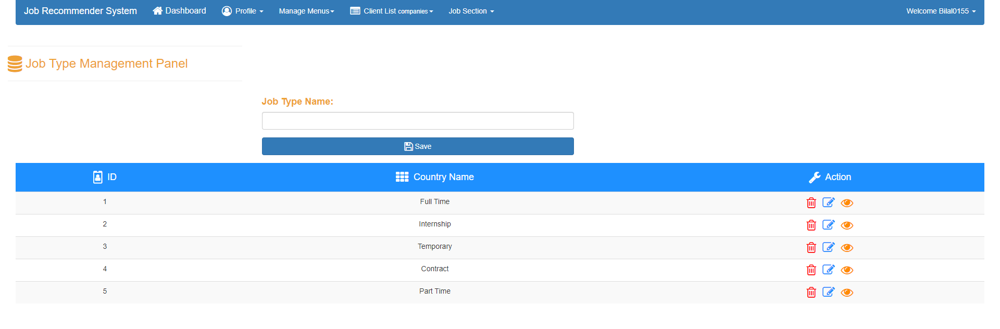 Job Recommender System Dashboard Profile Manage Menus Client List companies Job Section Welcome Bilal0155
Job Type Management Panel
Job Type Name:
Save
ID Country Name Action
1 Full Time
2 Internship
3 Temporary
4 Contract
5 Part Time